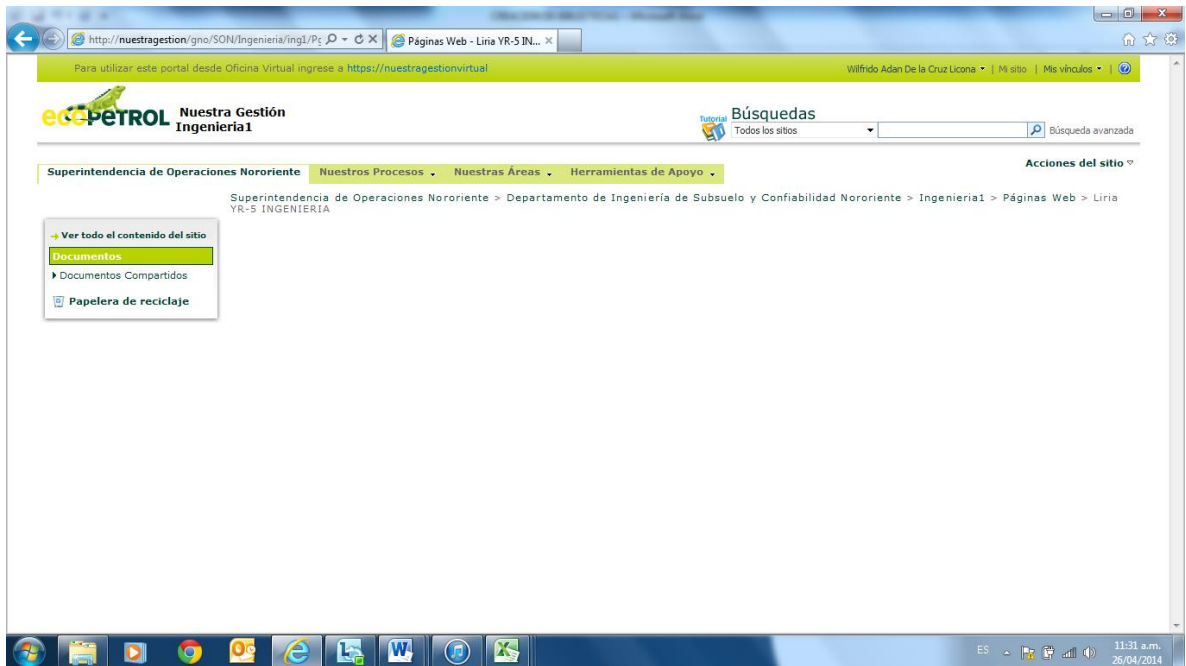 http://nuestragestion/gno/SON/Ingenieria/ing1/Pç
Páginas Web - Liria YR-5 IN...
Para utilizar este portal desde Oficina Virtual ingrese a https://nuestragestionvirtual
Wilfrido Adan De la Cruz Licona | Mi sitio | Mis vínculos |
ecopetrol
Nuestra Gestión
Ingenieria1
Tutorial
Búsquedas
Todos los sitios
Búsqueda avanzada
Acciones del sitio
Superintendencia de Operaciones Nororiente Nuestros Procesos Nuestras Áreas Herramientas de Apoyo
Superintendencia de Operaciones Nororiente > Departamento de Ingeniería de Subsuelo y Confiabilidad Nororiente > Ingenieria1 > Páginas Web > Liria
YR-5 INGENIERIA
Ver todo el contenido del sitio
Documentos
Documentos Compartidos
Papelera de reciclaje
ES
11:31 a.m.
26/04/2014